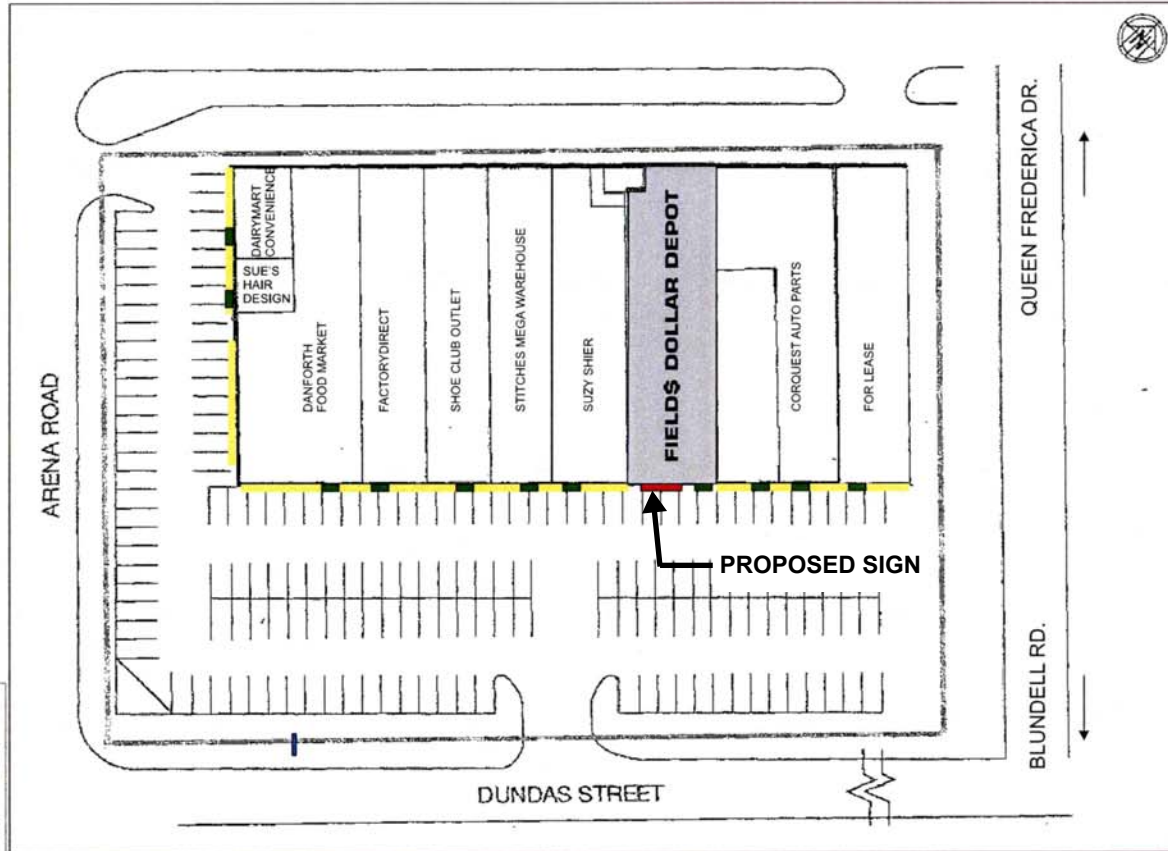 QUEEN FREDERICA DR.
DAIRYMART
CONVENIENCE
SUE'S
HAIR
DESIGN
DANFORTH
FOOD MARKET
FACTORYDIRECT
SHOE CLUB OUTLET
STITCHES MEGA WAREHOUSE
SUZY SHIER
FIELD$ DOLLAR DEPOT
CORQUEST AUTO PARTS
FOR LEASE
ARENA ROAD
PROPOSED SIGN
BLUNDELL RD.
DUNDAS STREET